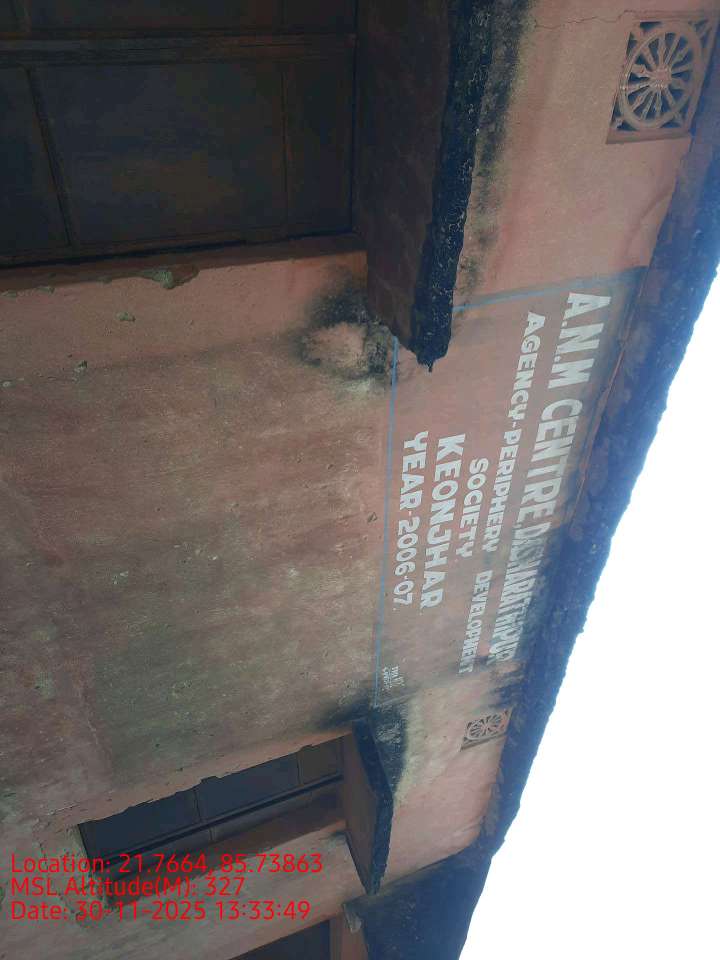 A.N.M CENTRE, DASHARATHIPUR
AGENCY-PERIPHERY DEVELOPMENT
SOCIETY
KEONJHAR
YEAR-2006-07.
Location: 21.7664, 85.73863
MSL Altitude(M): 327
Date: 30-11-2025 13:33:49